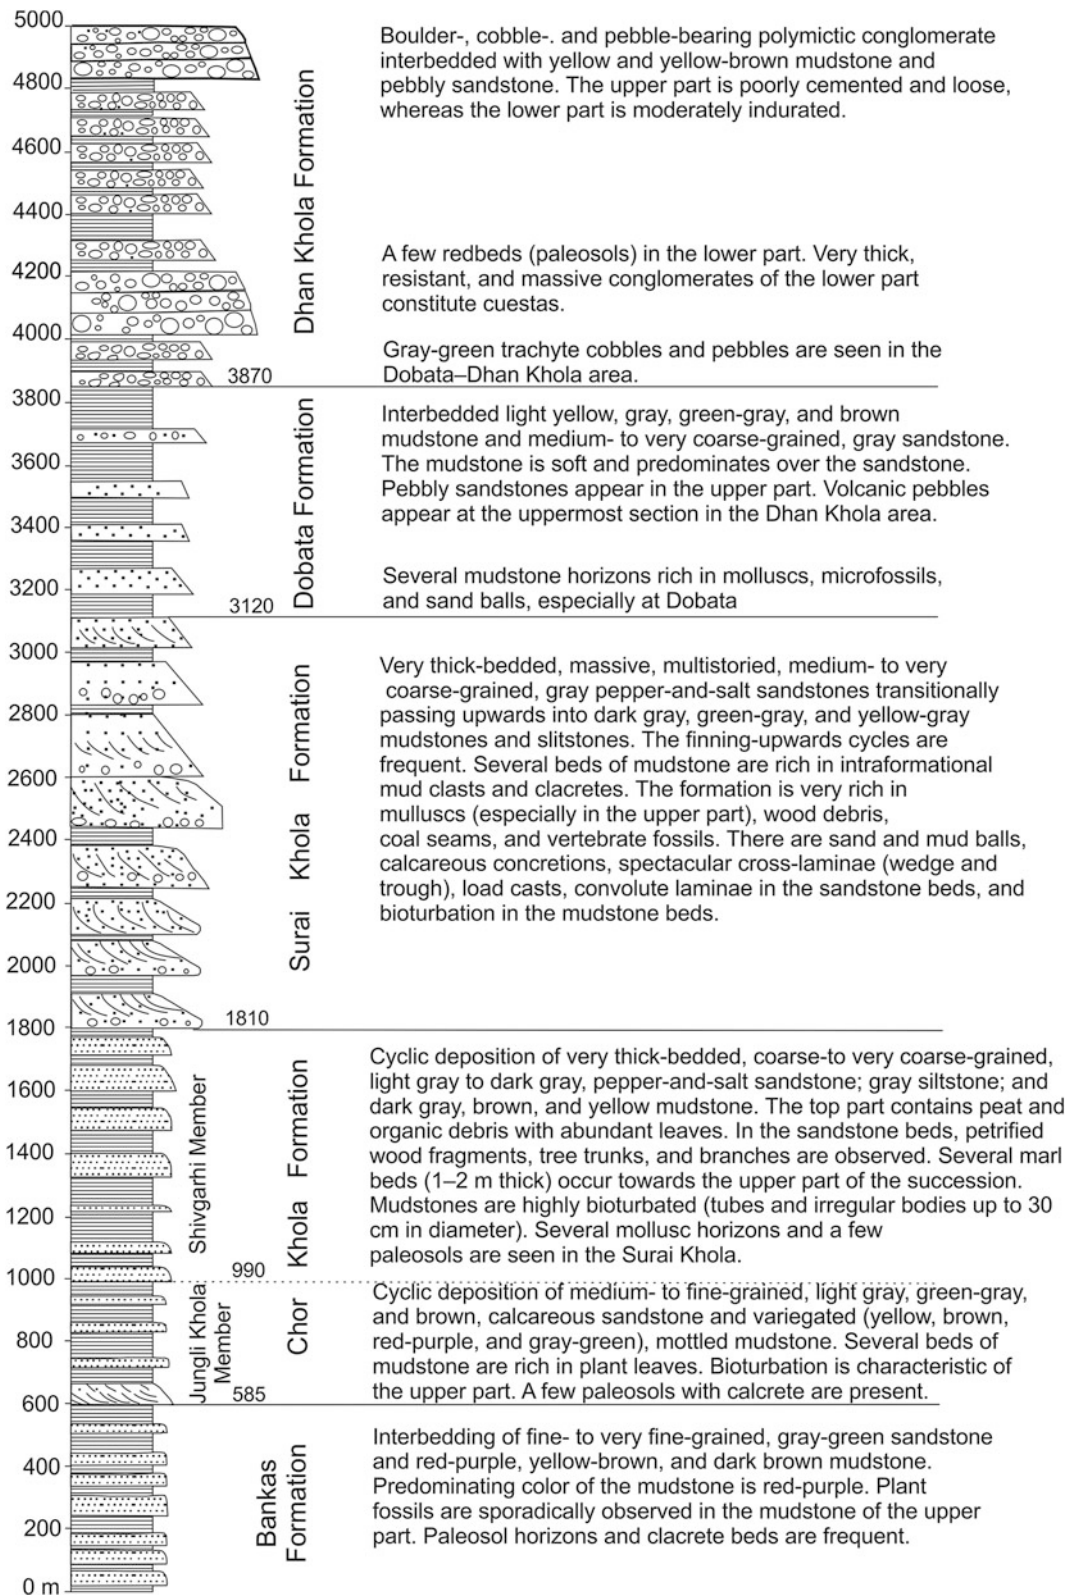 5000
4800
4600
4400
4200
4000
3800
3600
3400
3200
3000
2800
2600
2400
2200
2000
1800
1600
1400
1200
1000
800
600
400
200
0 m
Dhan Khola Formation
Boulder-, cobble-. and pebble-bearing polymictic conglomerate
interbedded with yellow and yellow-brown mudstone and
pebbly sandstone. The upper part is poorly cemented and loose,
whereas the lower part is moderately indurated.
A few redbeds (paleosols) in the lower part. Very thick,
resistant, and massive conglomerates of the lower part
constitute cuestas.
Gray-green trachyte cobbles and pebbles are seen in the
Dobata–Dhan Khola area.
3870
Dobata Formation
Interbedded light yellow, gray, green-gray, and brown
mudstone and medium- to very coarse-grained, gray sandstone.
The mudstone is soft and predominates over the sandstone.
Pebbly sandstones appear in the upper part. Volcanic pebbles
appear at the uppermost section in the Dhan Khola area.
Several mudstone horizons rich in molluscs, microfossils,
and sand balls, especially at Dobata
3120
Surai Khola Formation
Very thick-bedded, massive, multistoried, medium- to very
coarse-grained, gray pepper-and-salt sandstones transitionally
passing upwards into dark gray, green-gray, and yellow-gray
mudstones and slitstones. The finning-upwards cycles are
frequent. Several beds of mudstone are rich in intraformational
mud clasts and clacretes. The formation is very rich in
mulluscs (especially in the upper part), wood debris,
coal seams, and vertebrate fossils. There are sand and mud balls,
calcareous concretions, spectacular cross-laminae (wedge and
trough), load casts, convolute laminae in the sandstone beds, and
bioturbation in the mudstone beds.
1810
Chor Khola Formation
Shivgarhi Member
Cyclic deposition of very thick-bedded, coarse-to very coarse-grained,
light gray to dark gray, pepper-and-salt sandstone; gray siltstone; and
dark gray, brown, and yellow mudstone. The top part contains peat and
organic debris with abundant leaves. In the sandstone beds, petrified
wood fragments, tree trunks, and branches are observed. Several marl
beds (1–2 m thick) occur towards the upper part of the succession.
Mudstones are highly bioturbated (tubes and irregular bodies up to 30
cm in diameter). Several mollusc horizons and a few
paleosols are seen in the Surai Khola.
990
Jungli Khola
Member
Cyclic deposition of medium- to fine-grained, light gray, green-gray,
and brown, calcareous sandstone and variegated (yellow, brown,
red-purple, and gray-green), mottled mudstone. Several beds of
mudstone are rich in plant leaves. Bioturbation is characteristic of
the upper part. A few paleosols with calcrete are present.
585
Bankas
Formation
Interbedding of fine- to very fine-grained, gray-green sandstone
and red-purple, yellow-brown, and dark brown mudstone.
Predominating color of the mudstone is red-purple. Plant
fossils are sporadically observed in the mudstone of the upper
part. Paleosol horizons and clacrete beds are frequent.